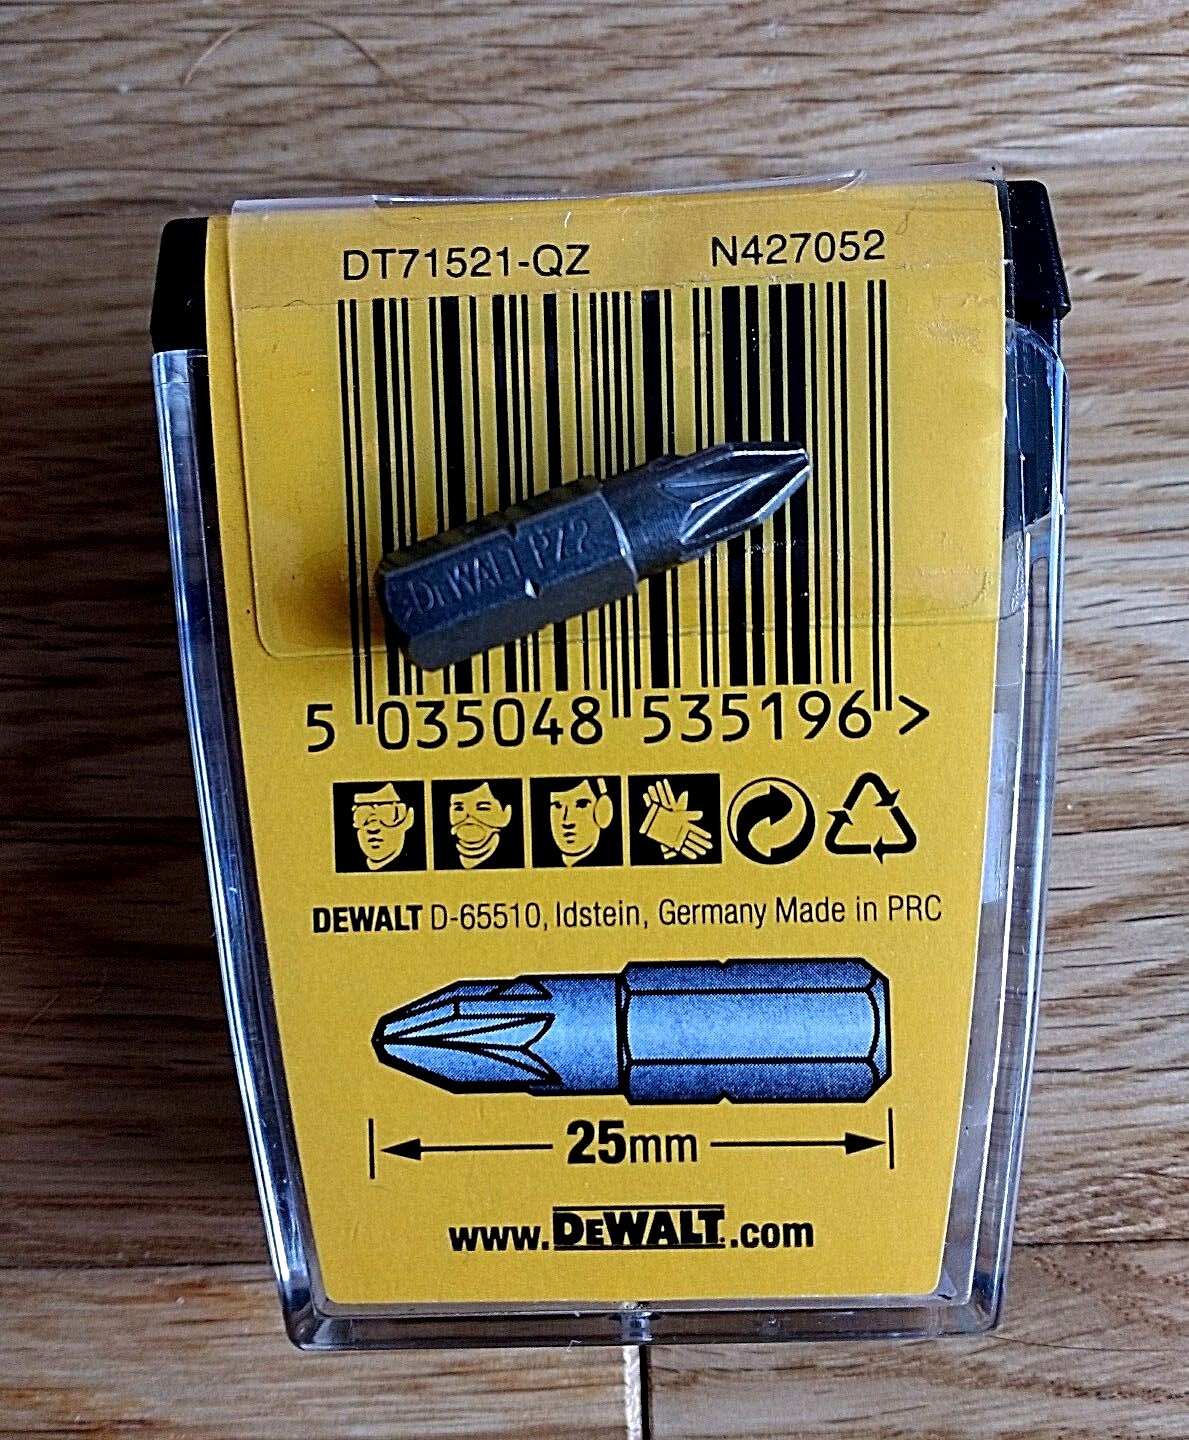 DT71521-QZ N427052
DEWALT PZ2
5 035048 535196 >
DEWALT D-65510, Idstein, Germany Made in PRC
25mm
www.DEWALT.com